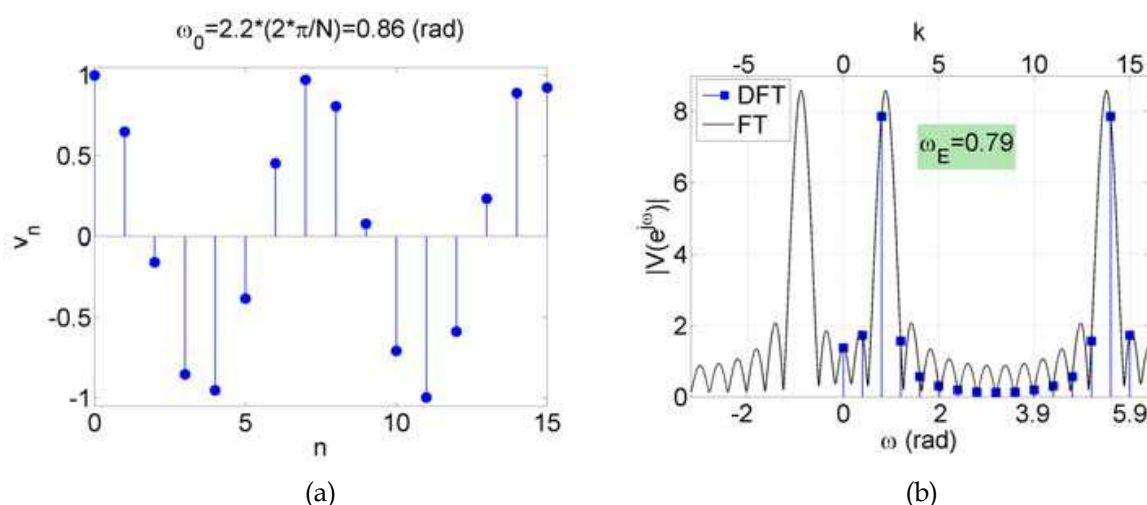 ω₀=2.2*(2*π/N)=0.86 (rad)
1
0.5
0
-0.5
-1
vₙ
0 5 10 15
n
(a)
k
-5 0 5 10 15
8
6
4
2
0
|V(e^jω)|
DFT
FT
ω_E=0.79
-2 0 2 3.9 5.9
ω (rad)
(b)